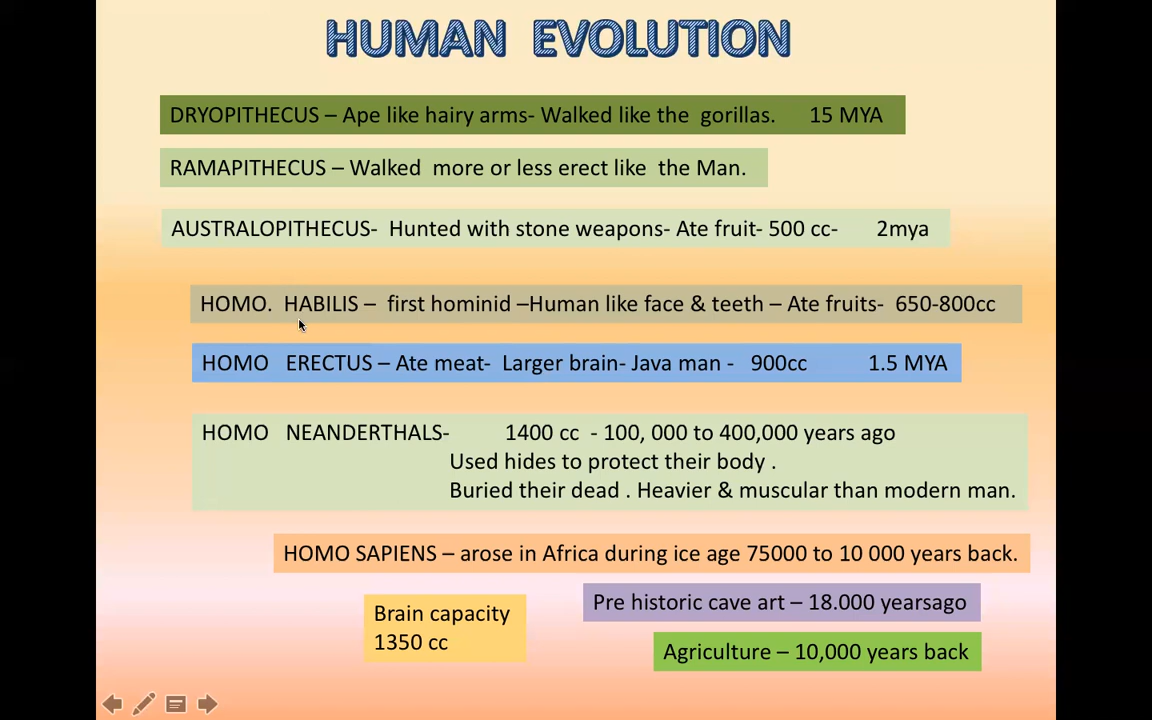 HUMAN EVOLUTION
DRYOPITHECUS – Ape like hairy arms- Walked like the gorillas. 15 MYA
RAMAPITHECUS – Walked more or less erect like the Man.
AUSTRALOPITHECUS- Hunted with stone weapons- Ate fruit- 500 cc- 2mya
HOMO. HABILIS – first hominid –Human like face & teeth – Ate fruits- 650-800cc
HOMO ERECTUS – Ate meat- Larger brain- Java man - 900cc 1.5 MYA
HOMO NEANDERTHALS- 1400 cc - 100, 000 to 400,000 years ago
Used hides to protect their body .
Buried their dead . Heavier & muscular than modern man.
HOMO SAPIENS – arose in Africa during ice age 75000 to 10 000 years back.
Brain capacity
1350 cc
Pre historic cave art – 18.000 yearsago
Agriculture – 10,000 years back